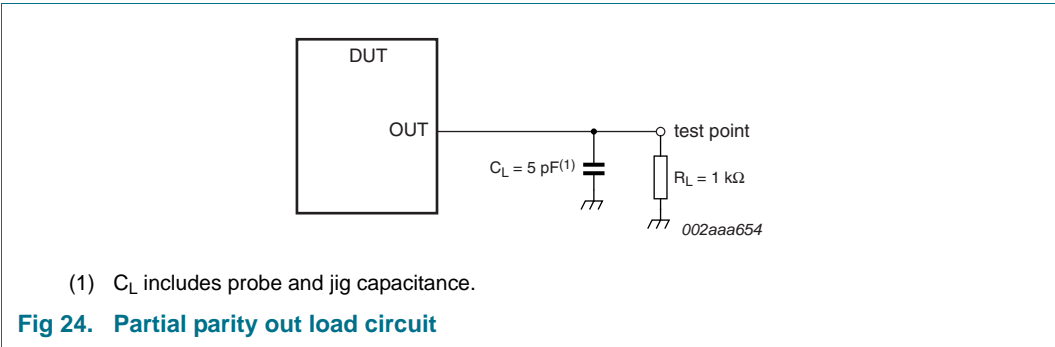 DUT
OUT
test point
C_L = 5 pF(1)
R_L = 1 kΩ
002aaa654
(1) C_L includes probe and jig capacitance.
Fig 24. Partial parity out load circuit